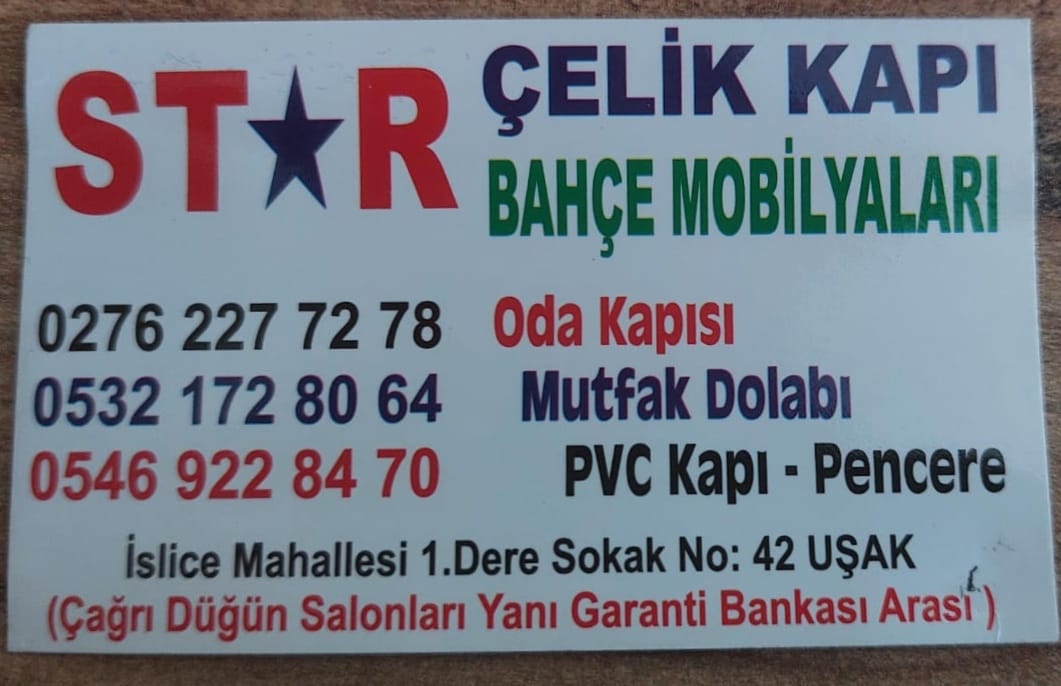 STAR
ÇELİK KAPI
BAHÇE MOBİLYALARI
0276 227 72 78
Oda Kapısı
0532 172 80 64
Mutfak Dolabı
0546 922 84 70
PVC Kapı - Pencere
İslice Mahallesi 1.Dere Sokak No: 42 UŞAK
(Çağrı Düğün Salonları Yanı Garanti Bankası Arası )